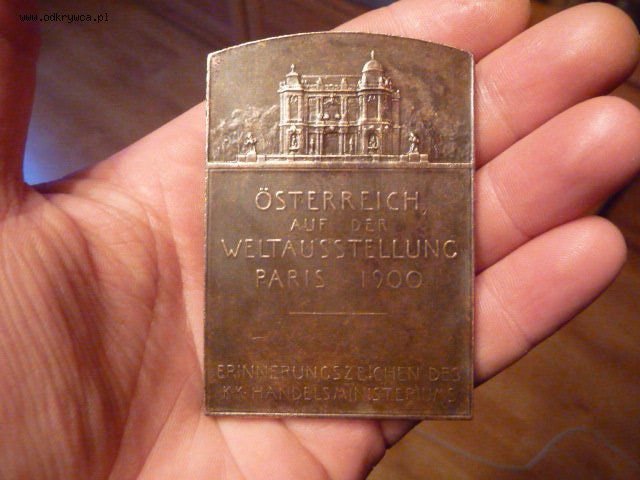 www.odkrywca.pl
ÖSTERREICH
AUF DER
WELTAUSSTELLUNG
PARIS 1900
ERINNERUNGSZEICHEN DES
K·K·HANDELSMINISTERIUMS